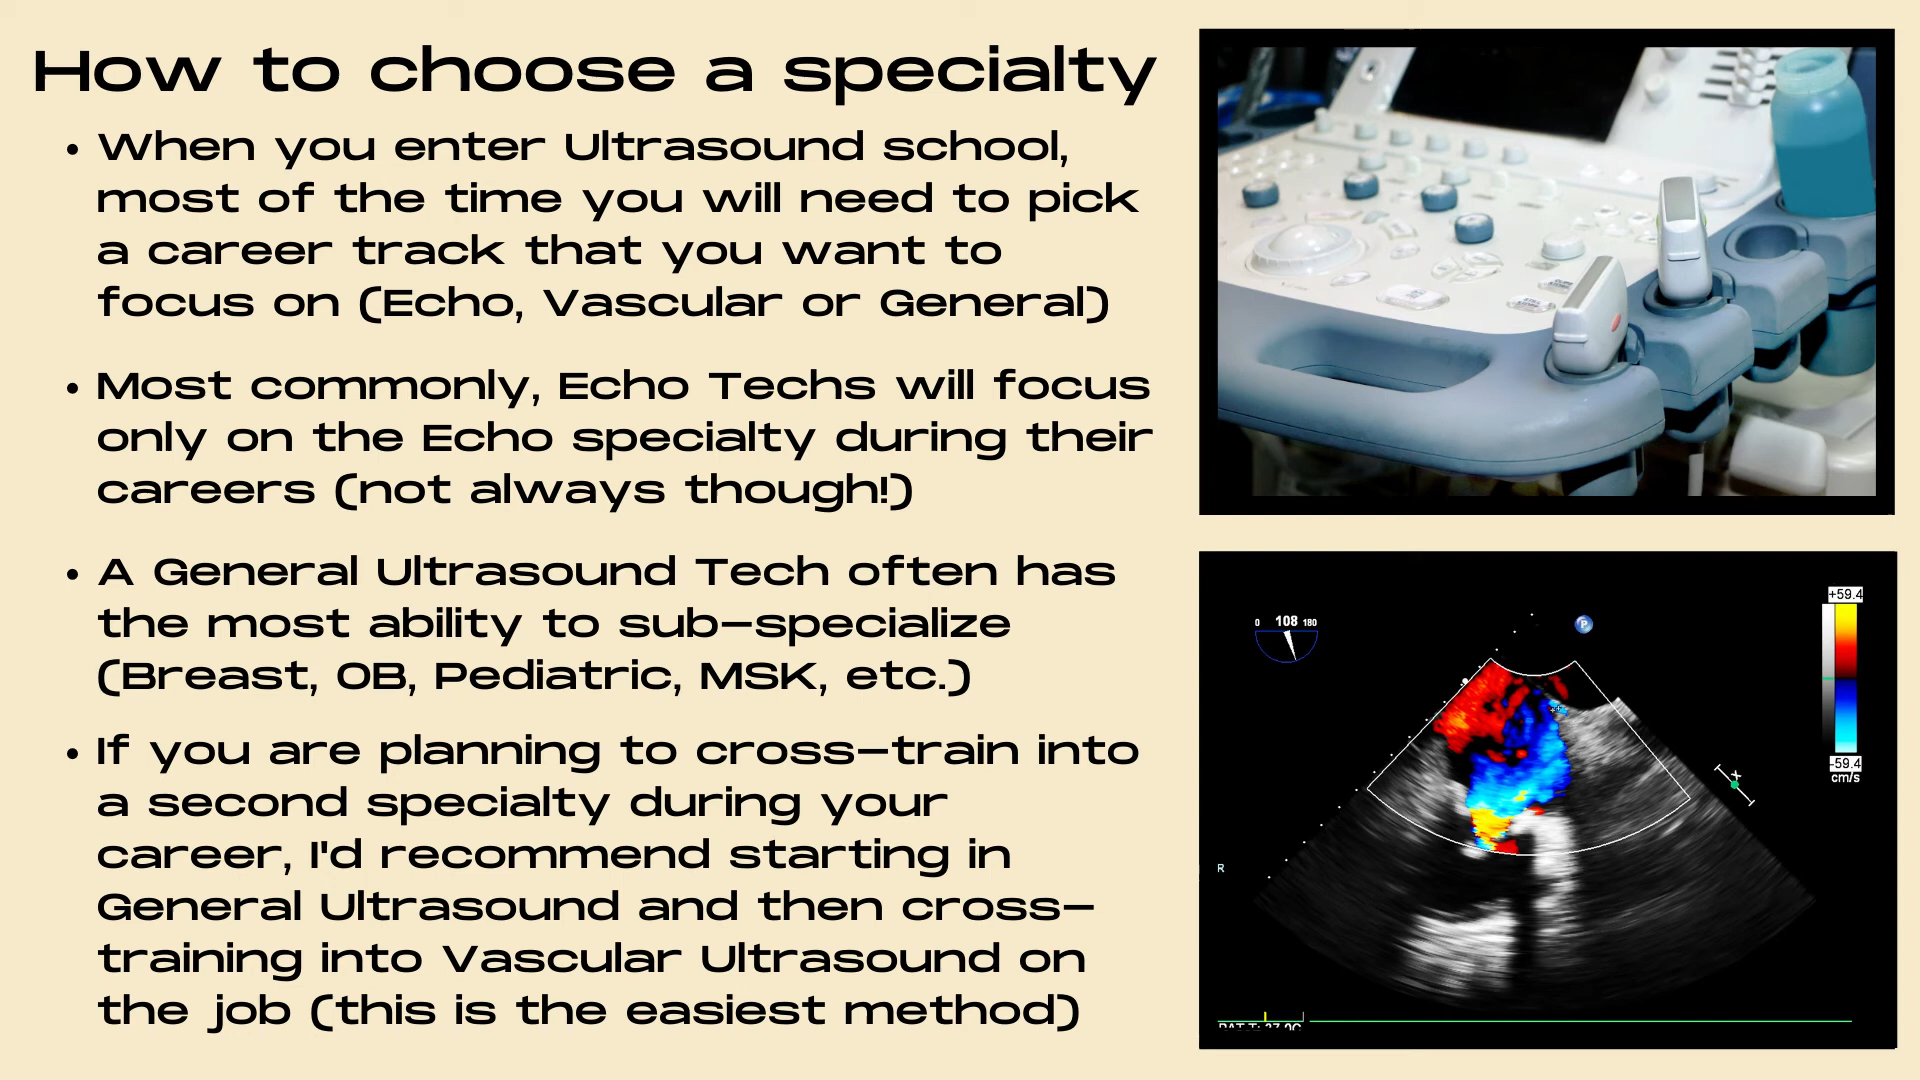 How to choose a specialty
• When you enter Ultrasound school,
most of the time you will need to pick
a career track that you want to
focus on (Echo, Vascular or General)
• Most commonly, Echo Techs will focus
only on the Echo specialty during their
careers (not always though!)
• A General Ultrasound Tech often has
the most ability to sub-specialize
(Breast, OB, Pediatric, MSK, etc.)
• If you are planning to cross-train into
a second specialty during your
career, I'd recommend starting in
General Ultrasound and then cross-
training into Vascular Ultrasound on
the job (this is the easiest method)
0 108 180
P
+59.4
-59.4
cm/s
x
R
PAT T: 37.0C